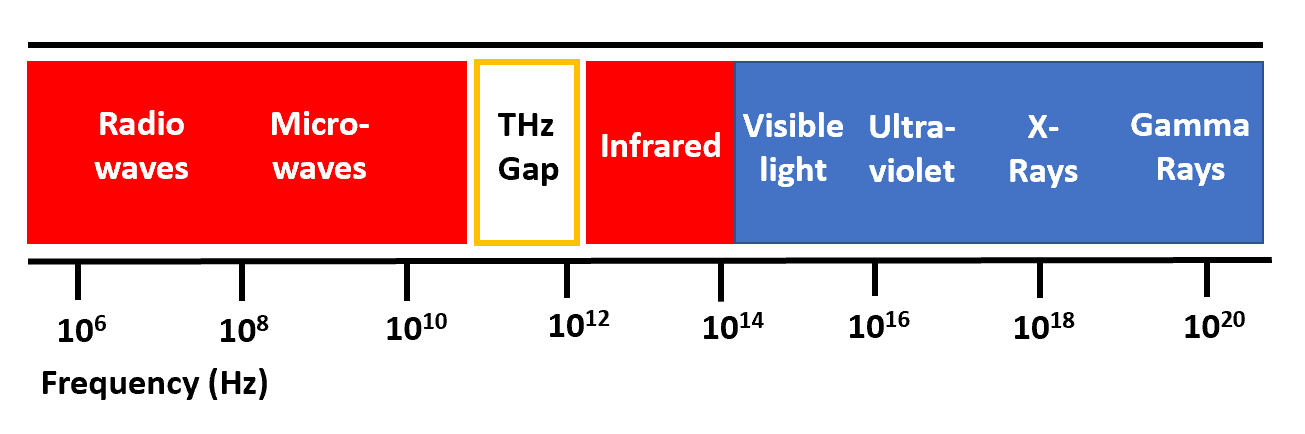 Radio
waves
Micro-
waves
THz
Gap
Infrared
Visible
light
Ultra-
violet
X-
Rays
Gamma
Rays
10⁶
10⁸
10¹⁰
10¹²
10¹⁴
10¹⁶
10¹⁸
10²⁰
Frequency (Hz)